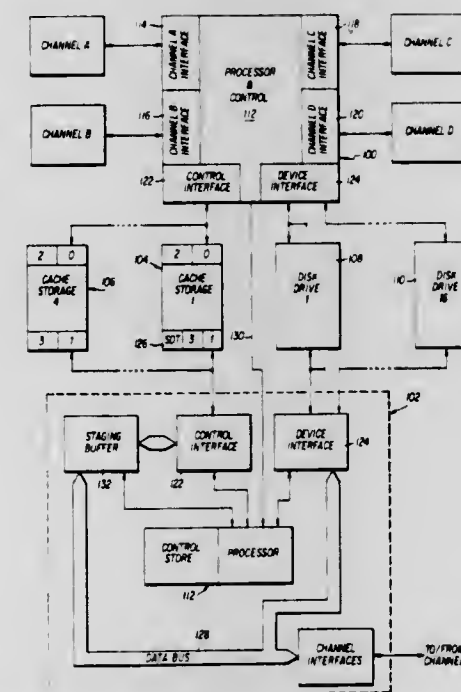 CHANNEL A
114
CHANNEL A INTERFACE
PROCESSOR & CONTROL 112
CHANNEL C INTERFACE
118
CHANNEL C
CHANNEL B
116
CHANNEL B INTERFACE
CHANNEL D INTERFACE
120
CHANNEL D
100
122
CONTROL INTERFACE
DEVICE INTERFACE
124
2 0
CACHE STORAGE 4
3 1
106
104
2 0
CACHE STORAGE 1
126
SDT 3 1
130
DISK DRIVE 1
108
110
DISK DRIVE 16
102
STAGING BUFFER
132
CONTROL INTERFACE
122
DEVICE INTERFACE
124
CONTROL STORE
PROCESSOR
112
128
DATA BUS
CHANNEL INTERFACES
TO/FROM
CHANNEL